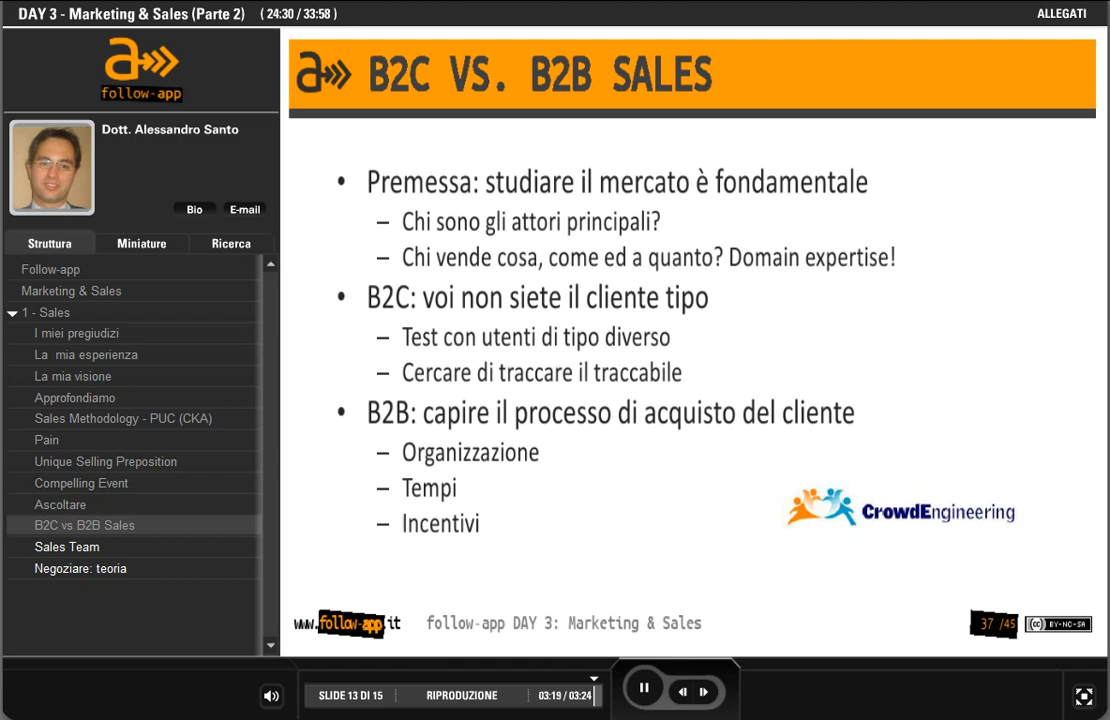 DAY 3 - Marketing & Sales (Parte 2) ( 24:30 / 33:58 )
ALLEGATI
a
follow-app
Dott. Alessandro Santo
Bio
E-mail
Struttura
Miniature
Ricerca
Follow-app
Marketing & Sales
1 - Sales
I miei pregiudizi
La mia esperienza
La mia visione
Approfondiamo
Sales Methodology - PUC (CKA)
Pain
Unique Selling Preposition
Compelling Event
Ascoltare
B2C vs B2B Sales
Sales Team
Negoziare: teoria
a B2C VS. B2B SALES
• Premessa: studiare il mercato è fondamentale
– Chi sono gli attori principali?
– Chi vende cosa, come ed a quanto? Domain expertise!
• B2C: voi non siete il cliente tipo
– Test con utenti di tipo diverso
– Cercare di traccare il traccabile
• B2B: capire il processo di acquisto del cliente
– Organizzazione
– Tempi
– Incentivi
CrowdEngineering
www.follow-app.it
follow-app DAY 3: Marketing & Sales
37 /45
cc BY-NC-SA
SLIDE 13 DI 15
RIPRODUZIONE
03:19 / 03:24